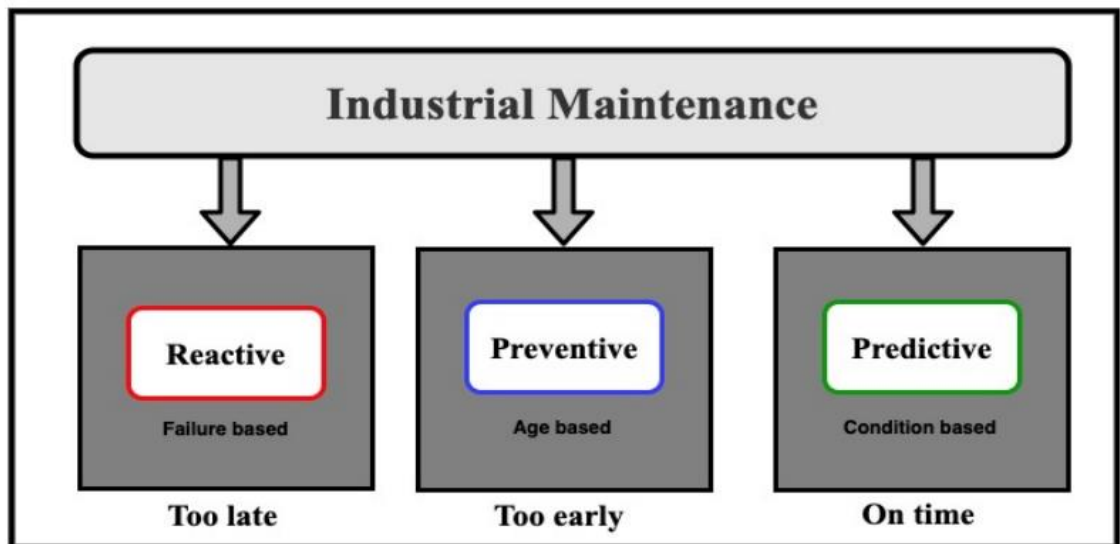 Industrial Maintenance
Reactive
Failure based
Too late
Preventive
Age based
Too early
Predictive
Condition based
On time